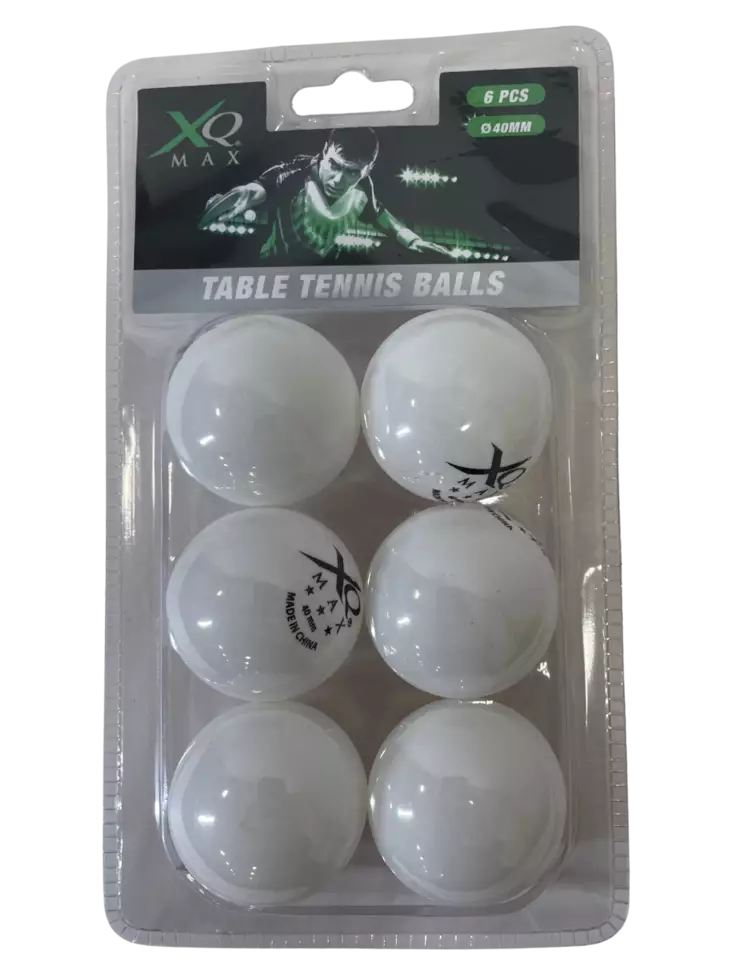 XQ®
MAX
6 PCS
Ø40MM
TABLE TENNIS BALLS
XQ
MAX
XQ®
MAX
★★★
40 mm
MADE IN CHINA